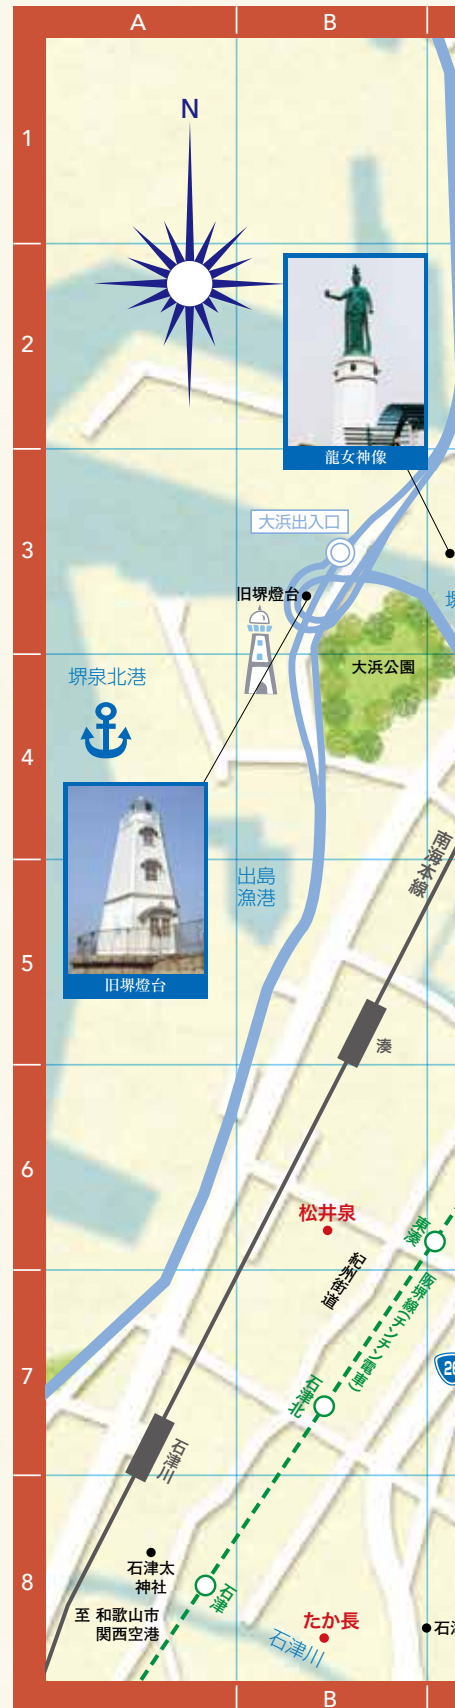 A
B
1
2
3
4
5
6
7
8
N
龍女神像
大浜出入口
旧堺燈台
大浜公園
堺泉北港
旧堺燈台
出島
漁港
南海本線
湊
松井泉
東湊
紀州街道
阪堺線(チンチン電車)
26
石津北
石津川
石津太
神社
石津
至 和歌山市
関西空港
たか長
石津川
B